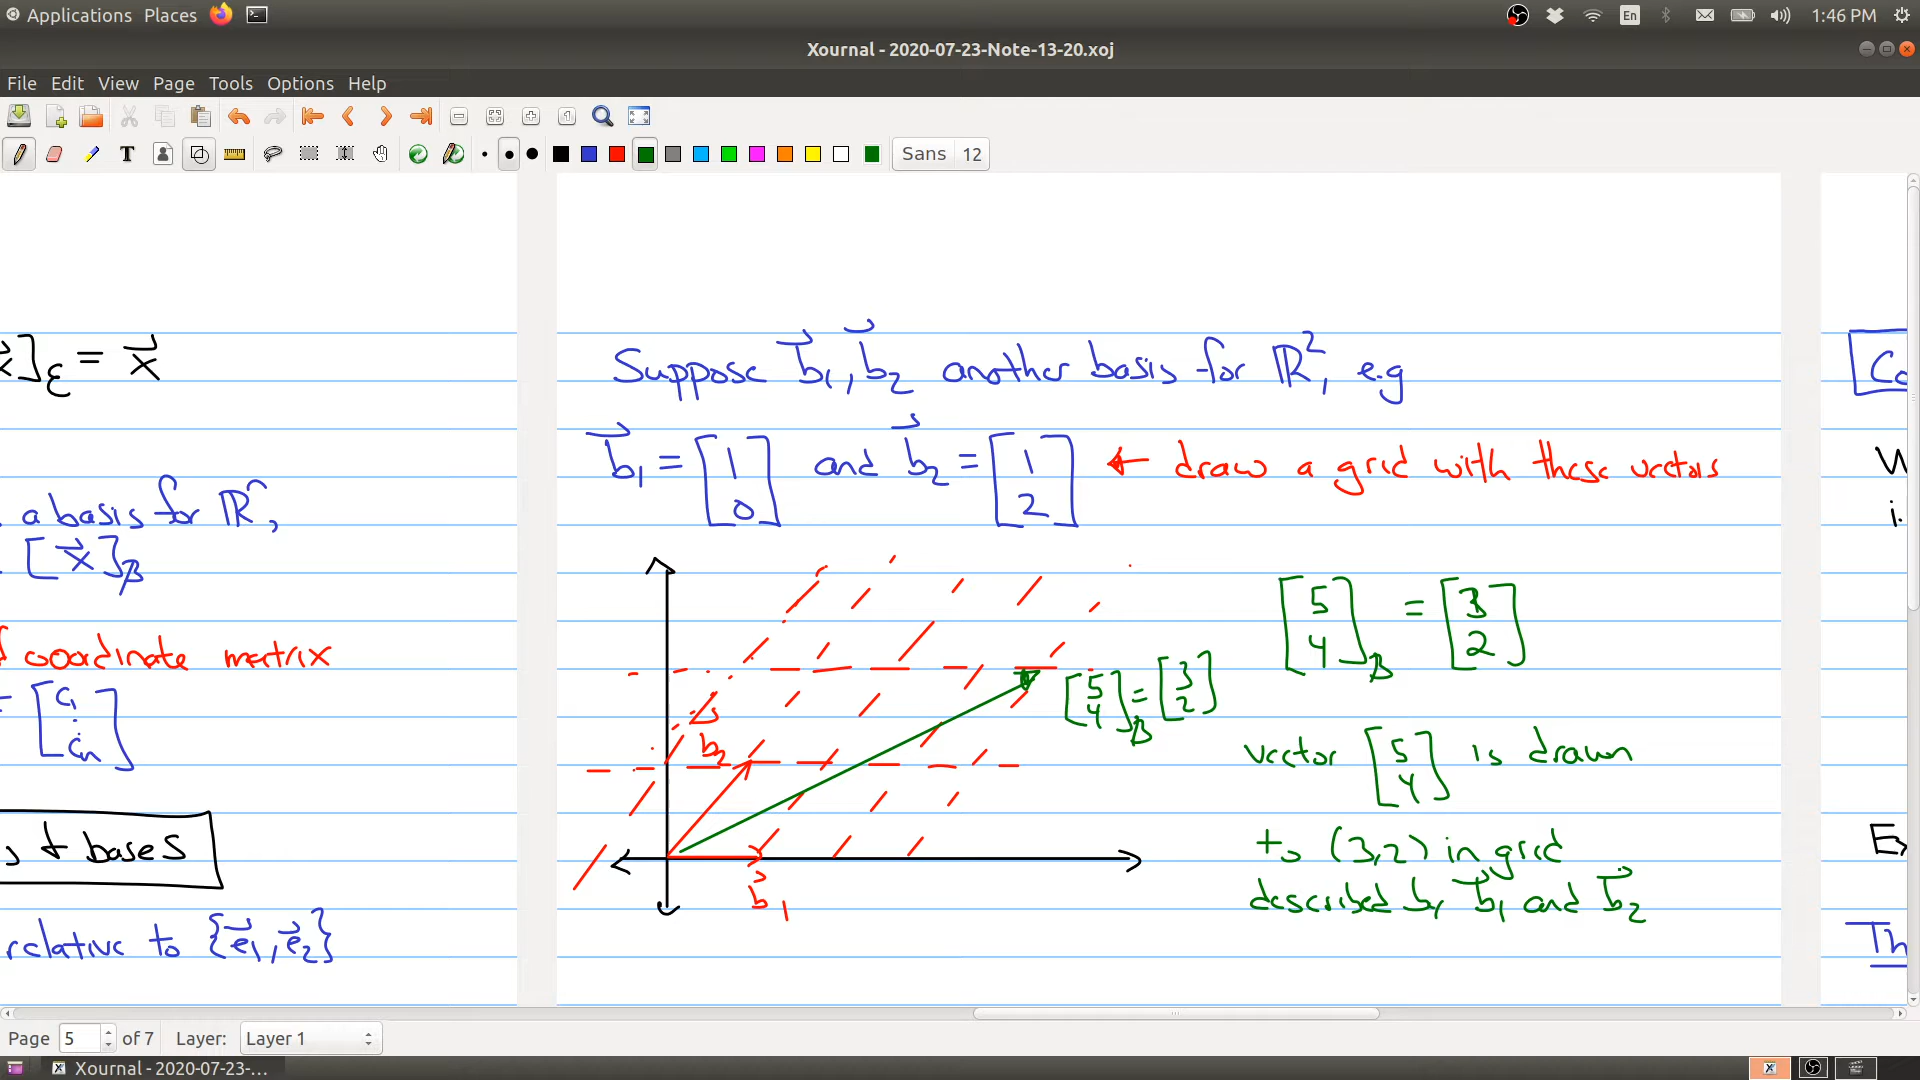 Applications Places En 1:46 PM
Xournal - 2020-07-23-Note-13-20.xoj
File Edit View Page Tools Options Help
Sans 12
x]ε = x⃗
a basis for ℝⁿ,
[x⃗]β
coordinate matrix
= [c₁ ⋮ cₙ]
s & bases
relative to {e⃗₁, e⃗₂}
Suppose b⃗₁, b⃗₂ another basis for ℝ², e.g
b⃗₁ = [1 0] and b⃗₂ = [1 2] ← draw a grid with these vectors
[5 4]β = [3 2]
b⃗₂
[5 4]β = [3 2]
b⃗₁
vector [5 4] is drawn
to (3,2) in grid
described by b⃗₁ and b⃗₂
Co
W
i.
Ex
Th
Page 5 of 7 Layer: Layer 1
Xournal - 2020-07-23-...